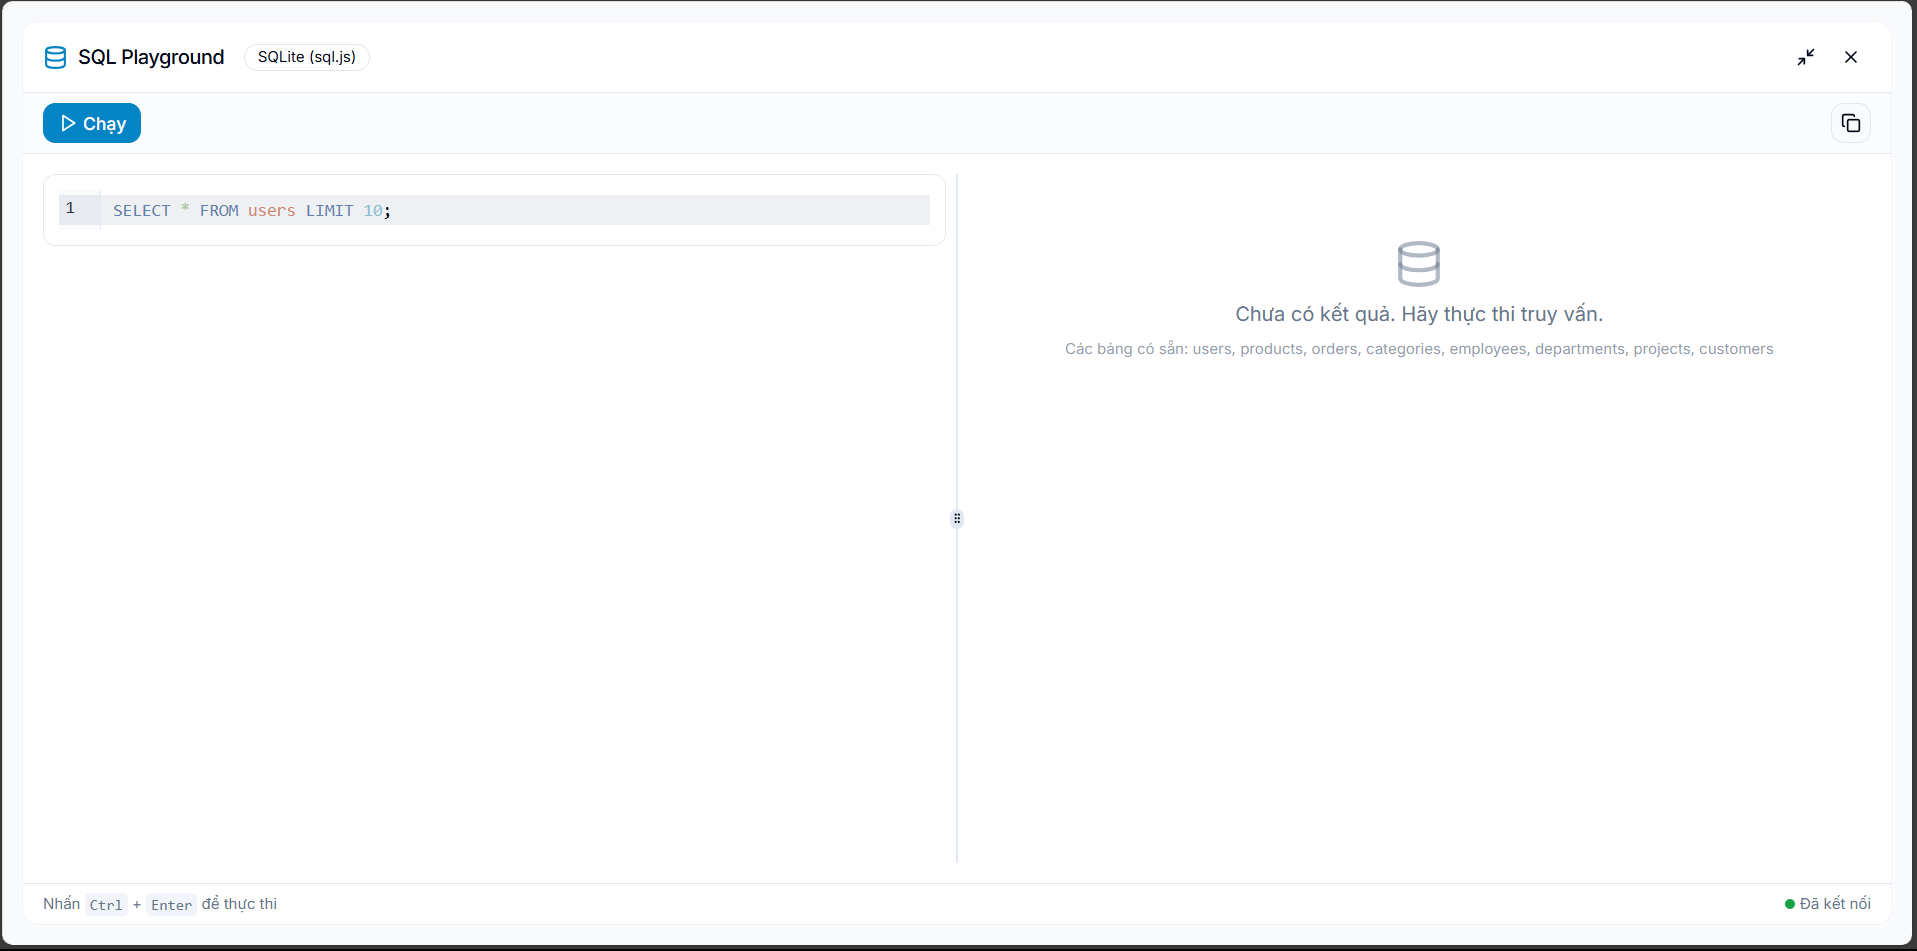 SQL Playground SQLite (sql.js)
Chạy
1 SELECT * FROM users LIMIT 10;
Chưa có kết quả. Hãy thực thi truy vấn.
Các bảng có sẵn: users, products, orders, categories, employees, departments, projects, customers
Nhấn Ctrl + Enter để thực thi
Đã kết nối